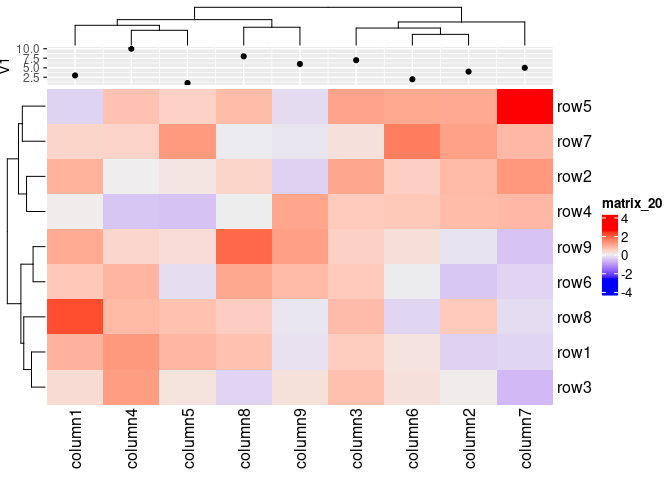 V1
10.0
7.5
5.0
2.5
row5
row7
row2
row4
row9
row6
row8
row1
row3
matrix_20
4
2
0
-2
-4
column1 column4 column5 column8 column9 column3 column6 column2 column7